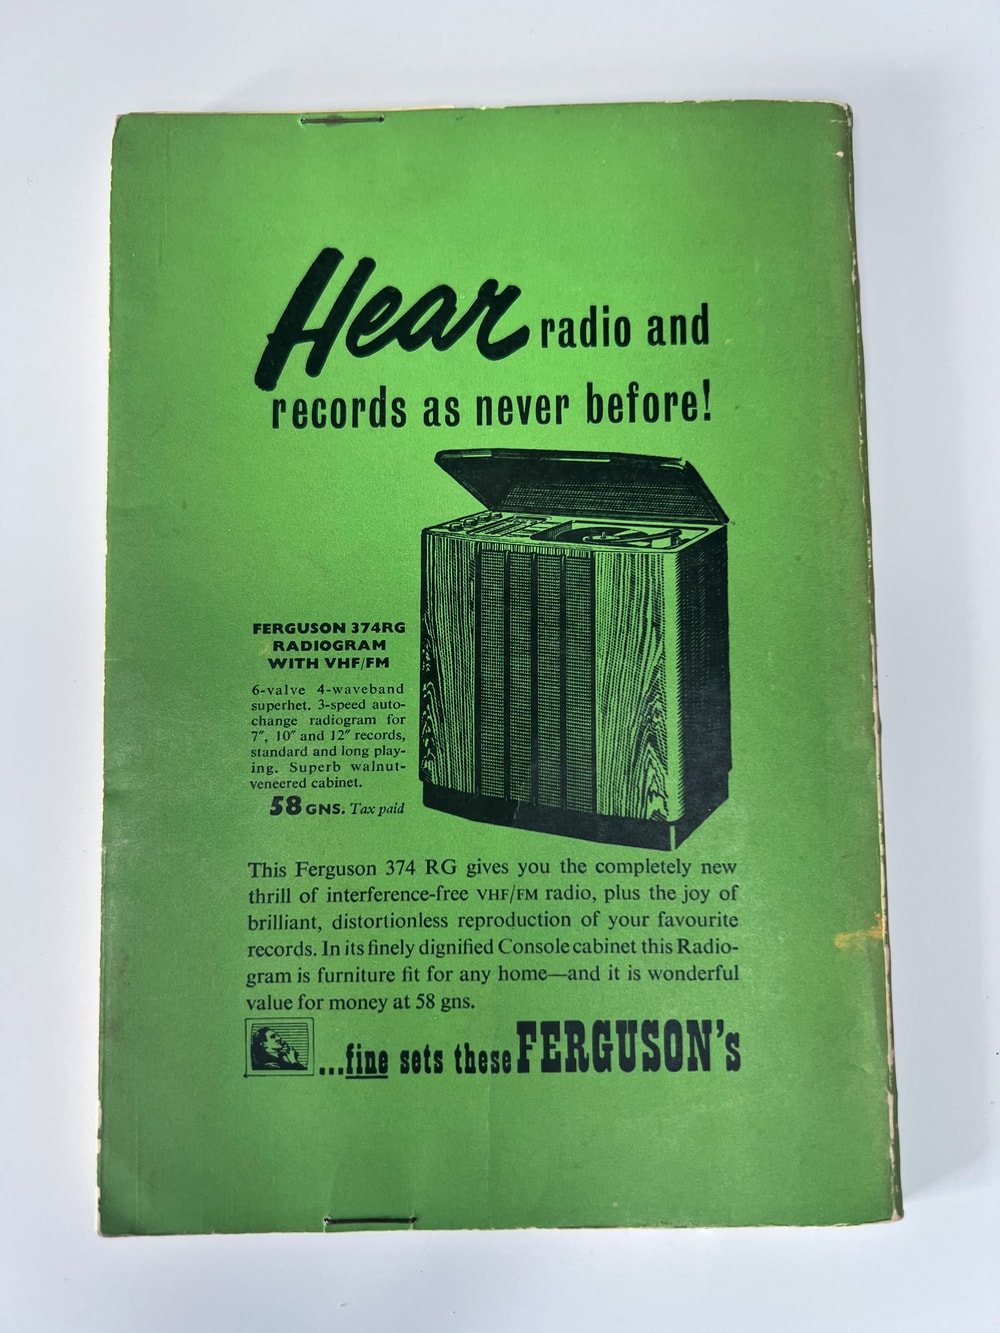 Hear radio and
records as never before!
FERGUSON 374RG
RADIOGRAM
WITH VHF/FM
6-valve 4-waveband
superhet. 3-speed auto-
change radiogram for
7″, 10″ and 12″ records,
standard and long play-
ing. Superb walnut-
veneered cabinet.
58 GNS. Tax paid
This Ferguson 374 RG gives you the completely new
thrill of interference-free VHF/FM radio, plus the joy of
brilliant, distortionless reproduction of your favourite
records. In its finely dignified Console cabinet this Radio-
gram is furniture fit for any home—and it is wonderful
value for money at 58 gns.
...fine sets these FERGUSON's